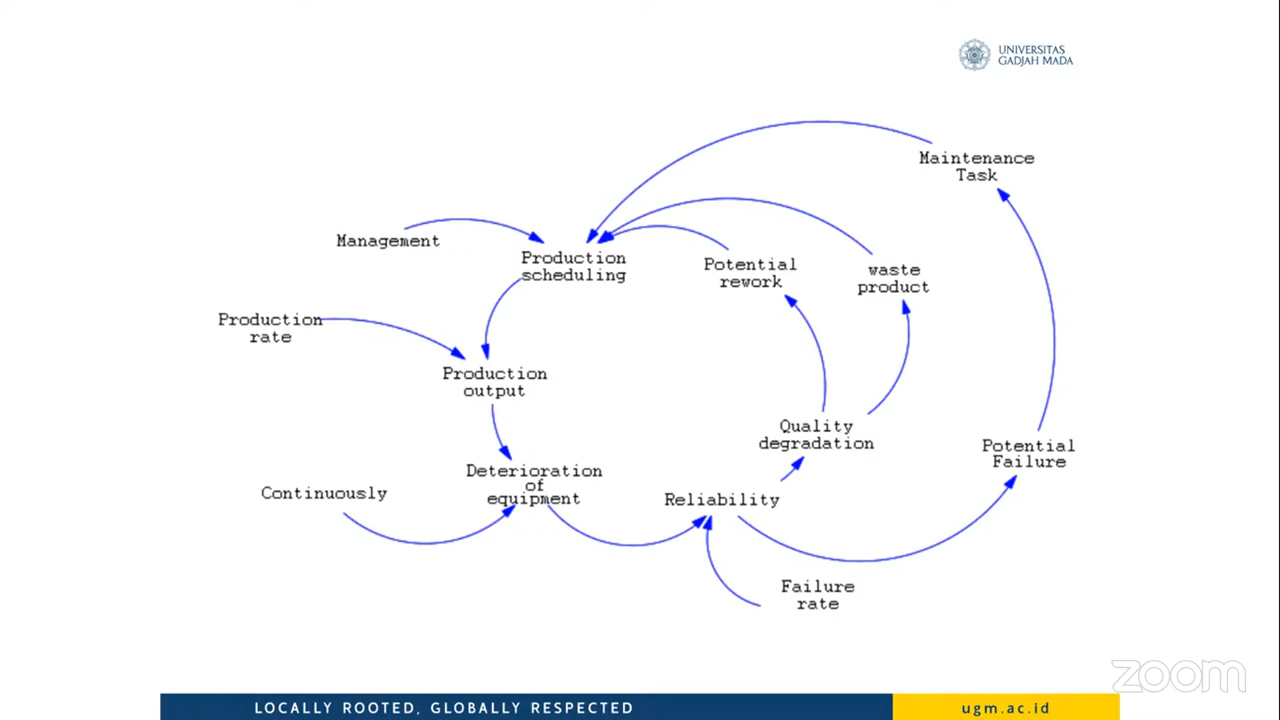 UNIVERSITAS
GADJAH MADA
Maintenance
Task
Management
Production
scheduling
Potential
rework
waste
product
Production
rate
Production
output
Quality
degradation
Potential
Failure
Deterioration
of
equipment
Continuously
Reliability
Failure
rate
zoom
LOCALLY ROOTED, GLOBALLY RESPECTED
ugm.ac.id